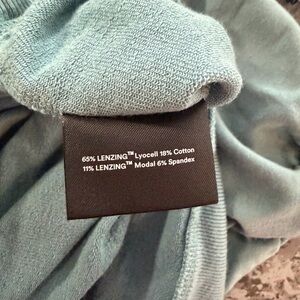 65% LENZING™ Lyocell 18% Cotton
11% LENZING™ Modal 6% Spandex